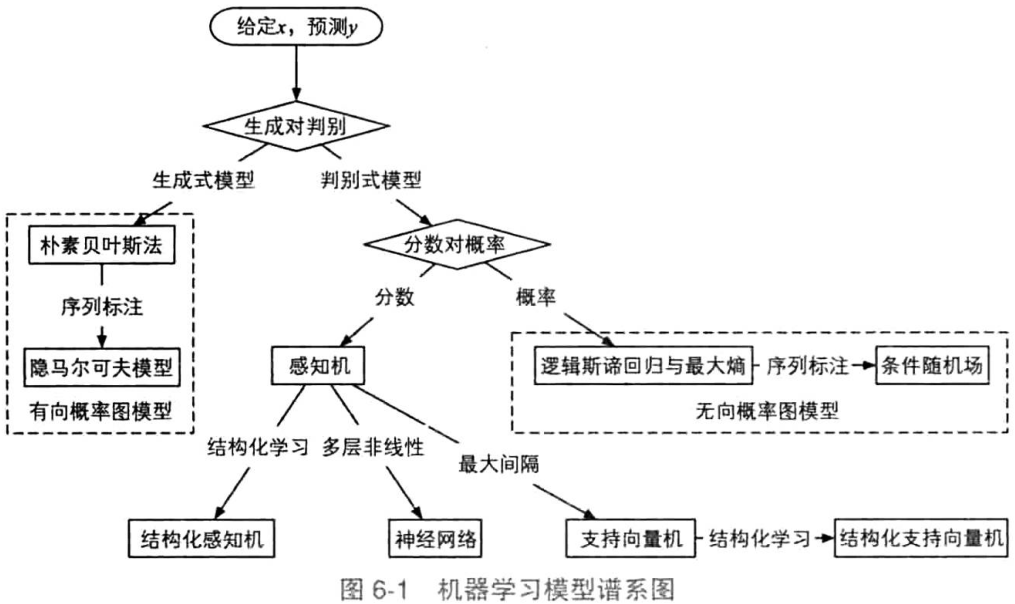 给定x，预测y
生成对判别
生成式模型 判别式模型
朴素贝叶斯法
分数对概率
序列标注
分数 概率
隐马尔可夫模型
有向概率图模型
感知机
逻辑斯谛回归与最大熵 序列标注 条件随机场
无向概率图模型
结构化学习 多层非线性
最大间隔
结构化感知机 神经网络 支持向量机 结构化学习 结构化支持向量机
图 6-1 机器学习模型谱系图